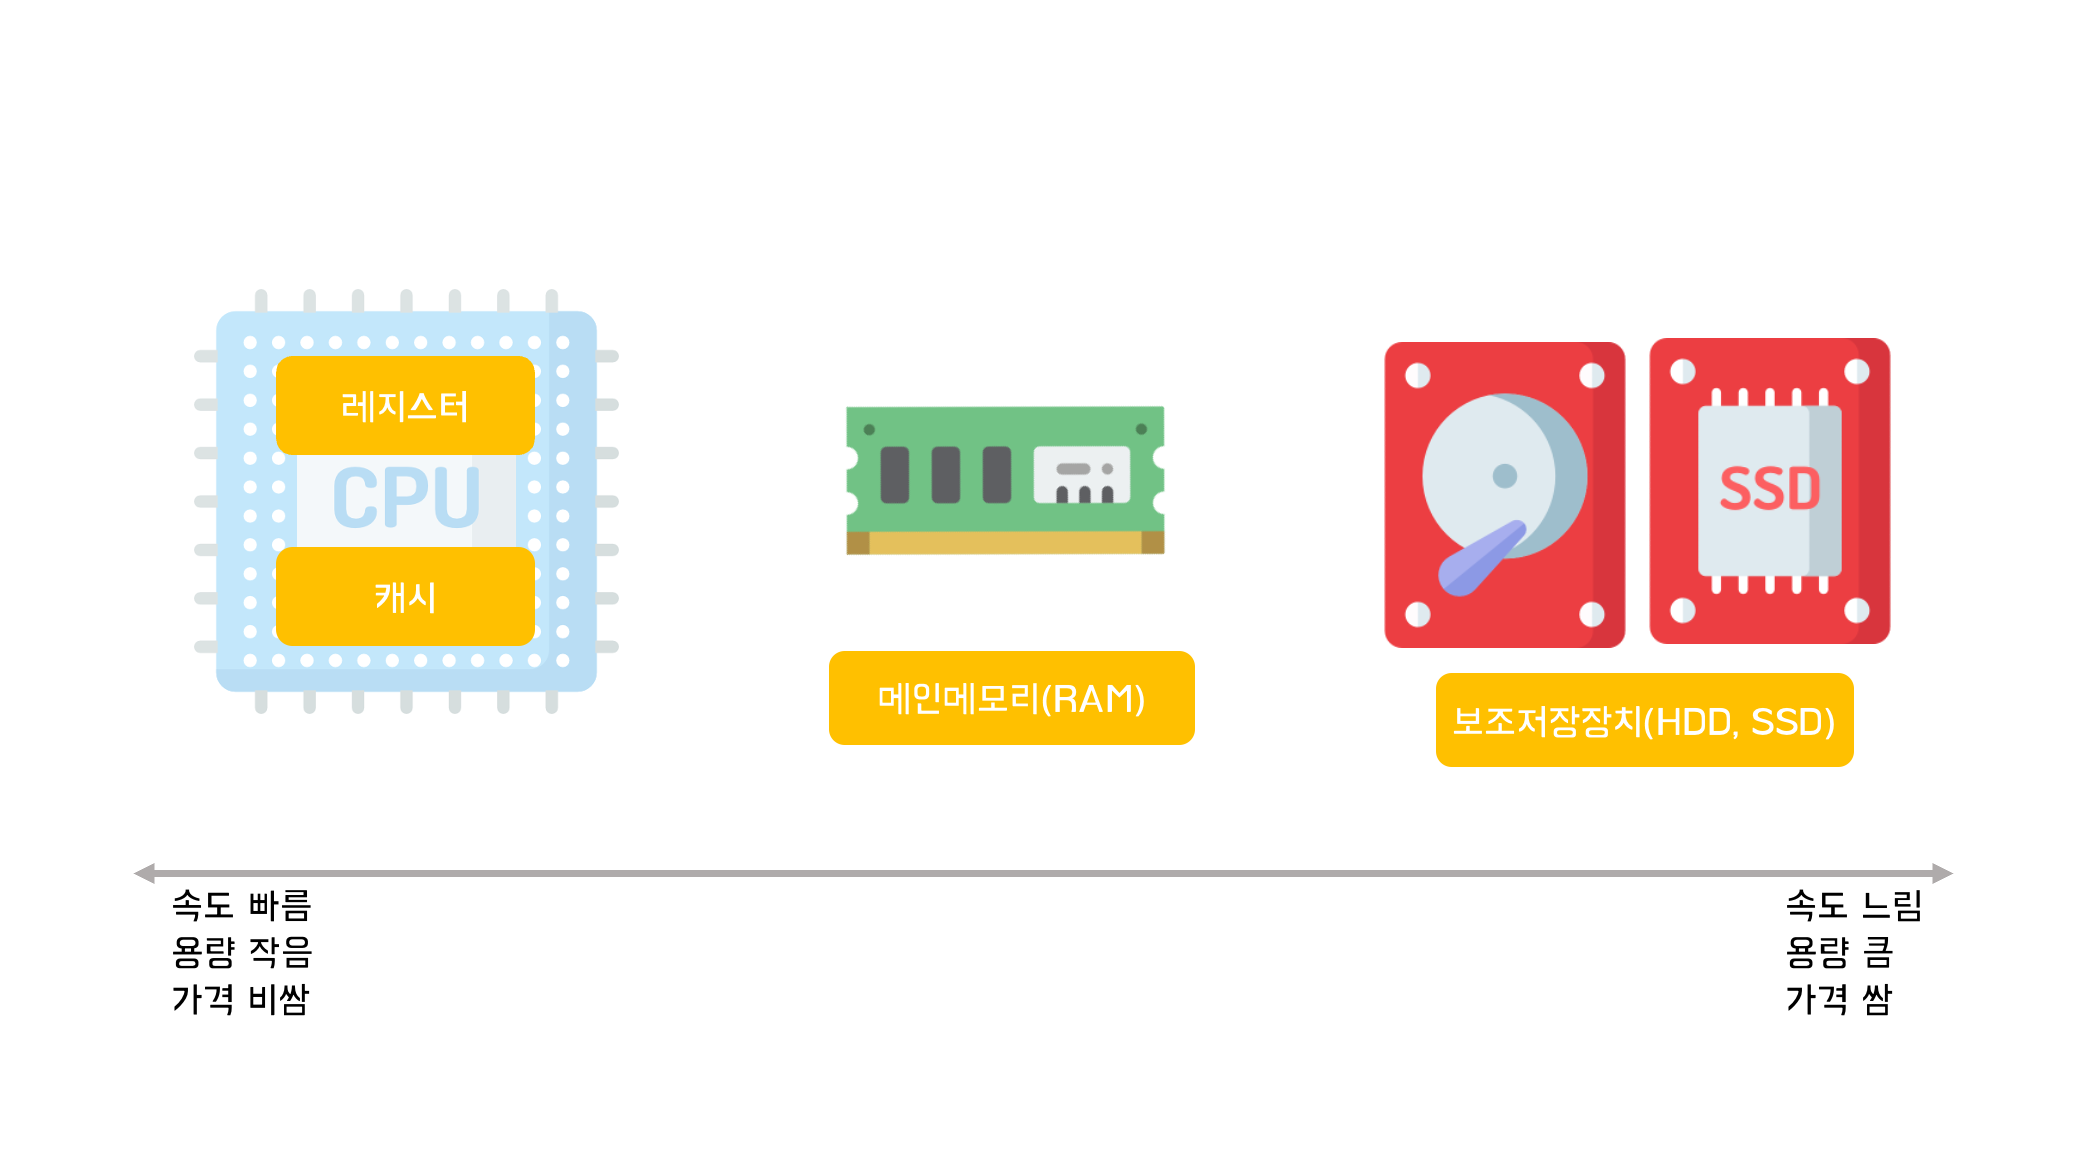 레지스터
CPU
캐시
메인메모리(RAM)
SSD
보조저장장치(HDD, SSD)
속도 빠름
용량 작음
가격 비쌈
속도 느림
용량 큼
가격 쌈